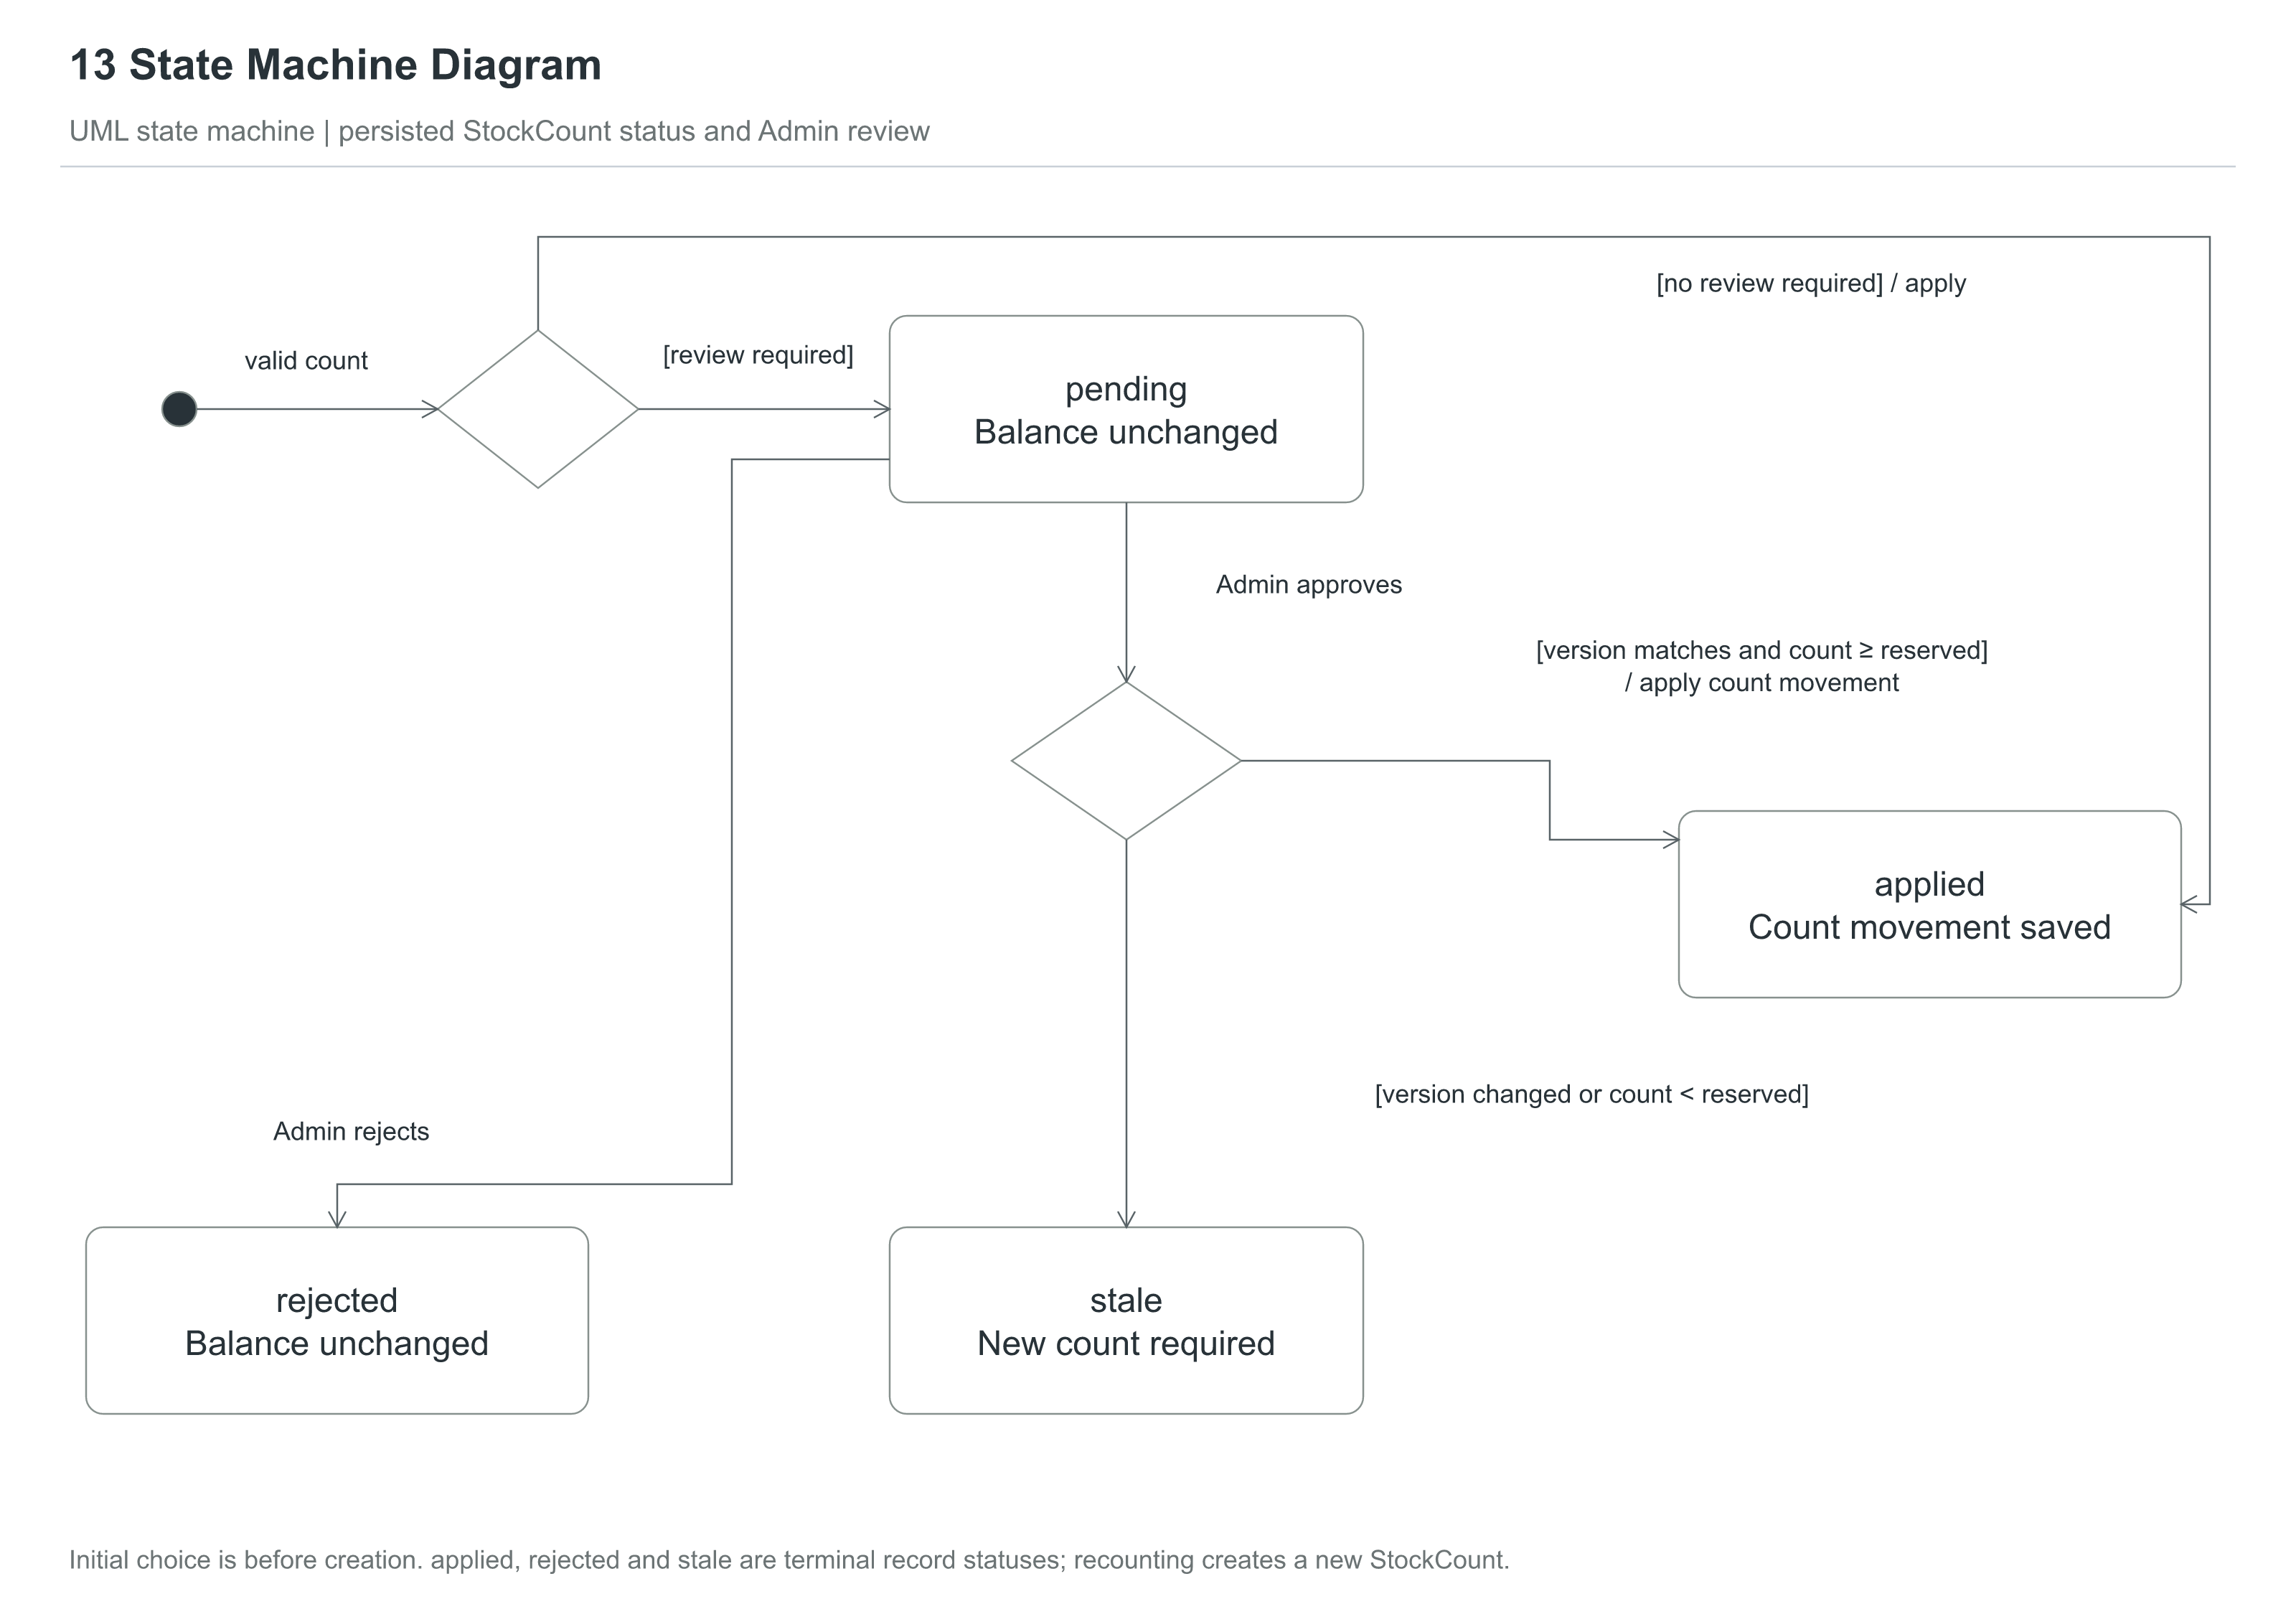 13 State Machine Diagram
UML state machine | persisted StockCount status and Admin review
[no review required] / apply
valid count
[review required]
pending
Balance unchanged
Admin approves
[version matches and count ≥ reserved]
/ apply count movement
applied
Count movement saved
[version changed or count < reserved]
Admin rejects
rejected
Balance unchanged
stale
New count required
Initial choice is before creation. applied, rejected and stale are terminal record statuses; recounting creates a new StockCount.